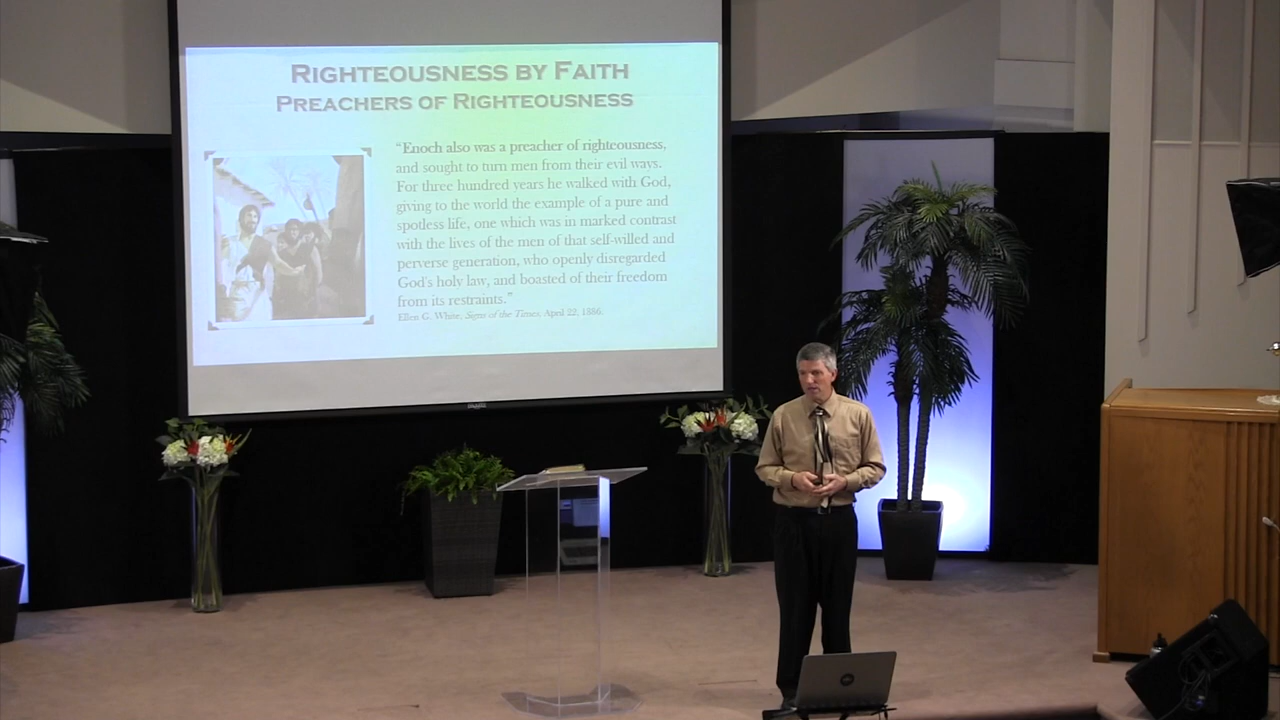 RIGHTEOUSNESS BY FAITH
PREACHERS OF RIGHTEOUSNESS
“Enoch also was a preacher of righteousness,
and sought to turn men from their evil ways.
For three hundred years he walked with God,
giving to the world the example of a pure and
spotless life, one which was in marked contrast
with the lives of the men of that self-willed and
perverse generation, who openly disregarded
God's holy law, and boasted of their freedom
from its restraints.”
Ellen G. White, Signs of the Times, April 22, 1886.